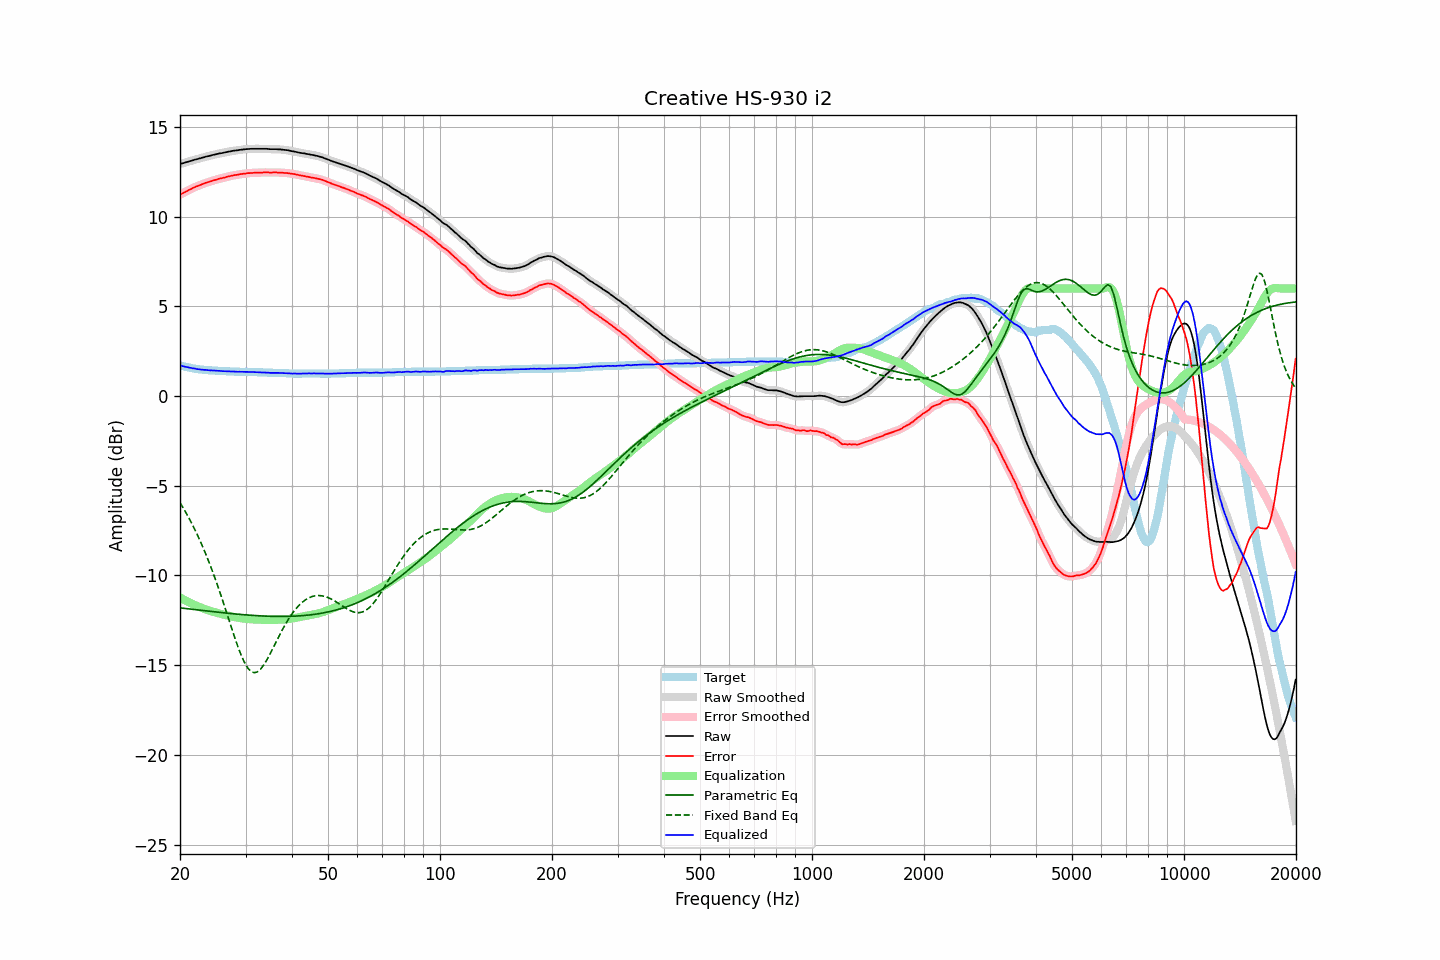 Creative HS-930 i2
15
10
5
0
−5
−10
−15
−20
−25
Amplitude (dBr)
Target
Raw Smoothed
Error Smoothed
Raw
Error
Equalization
Parametric Eq
Fixed Band Eq
Equalized
20 50 100 200 500 1000 2000 5000 10000 20000
Frequency (Hz)